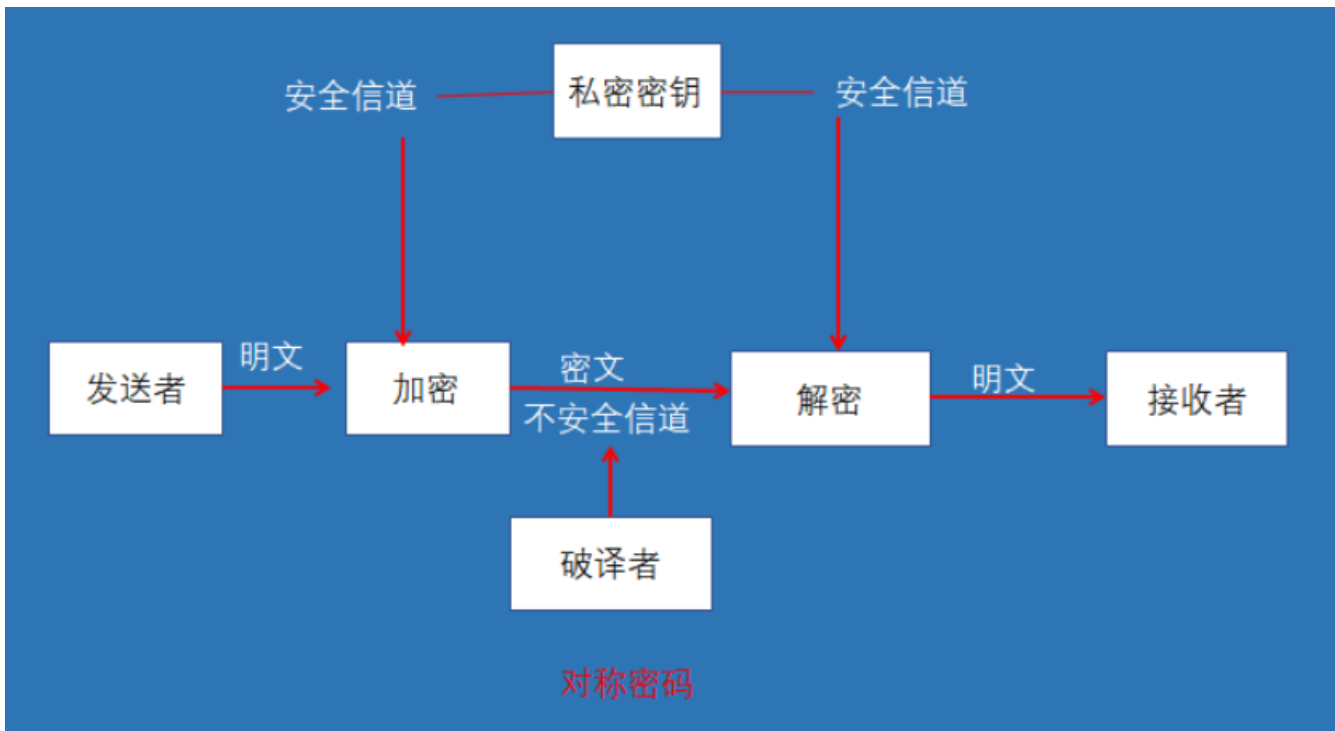 安全信道
私密密钥
安全信道
发送者
明文
加密
密文
不安全信道
解密
明文
接收者
破译者
对称密码